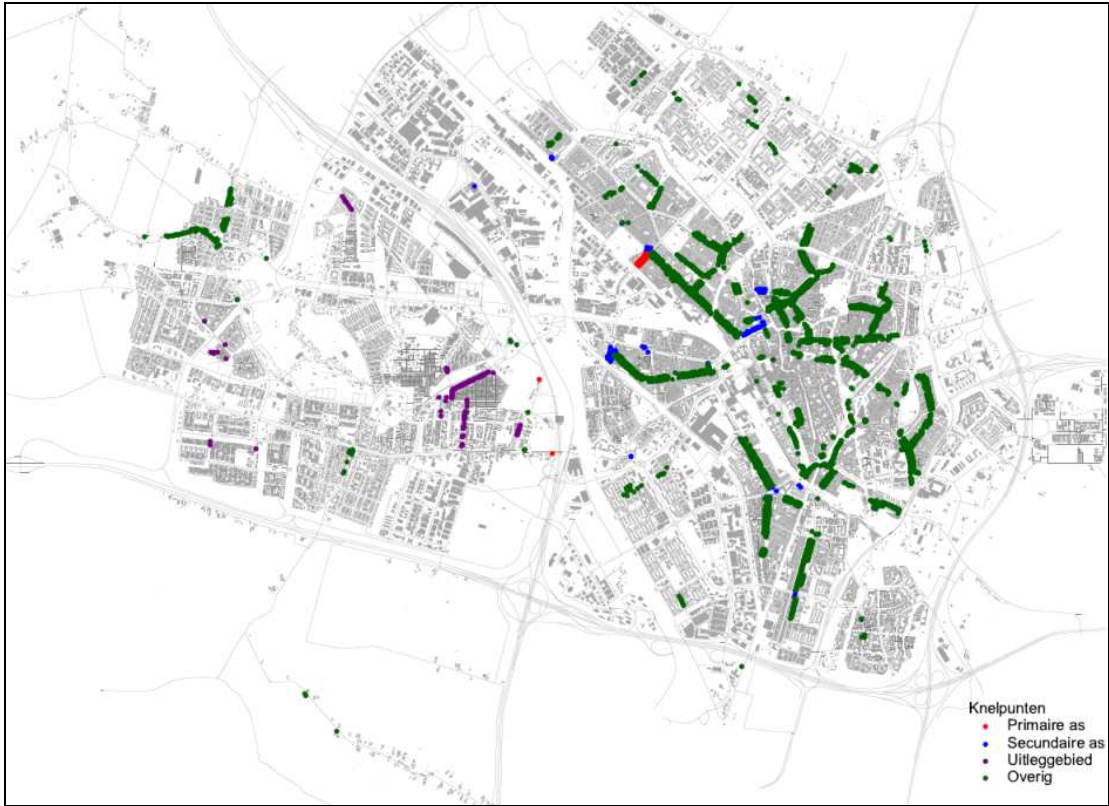 Knelpunten
Primaire as
Secundaire as
Uitleggebied
Overig